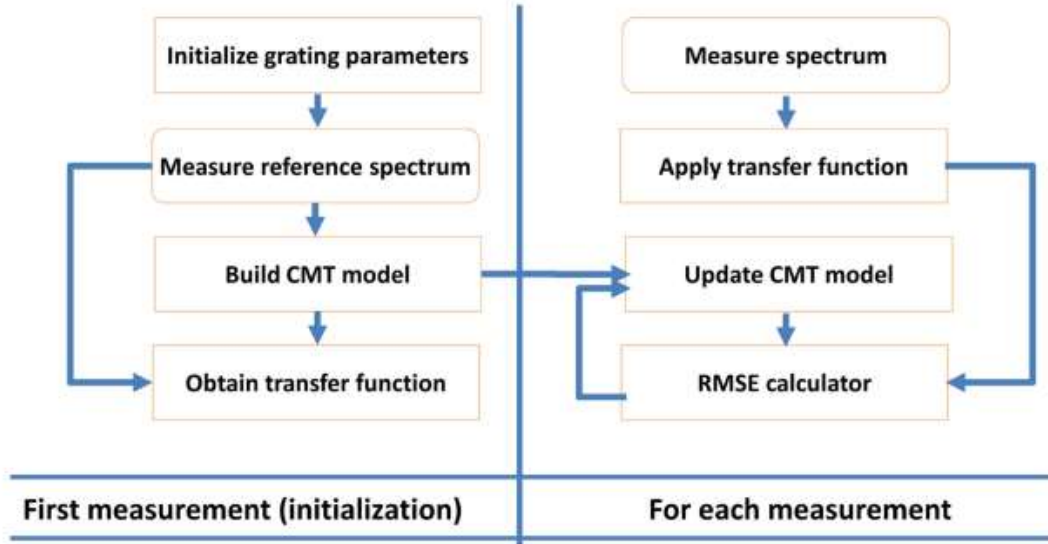 Initialize grating parameters
Measure reference spectrum
Build CMT model
Obtain transfer function
First measurement (initialization)
Measure spectrum
Apply transfer function
Update CMT model
RMSE calculator
For each measurement